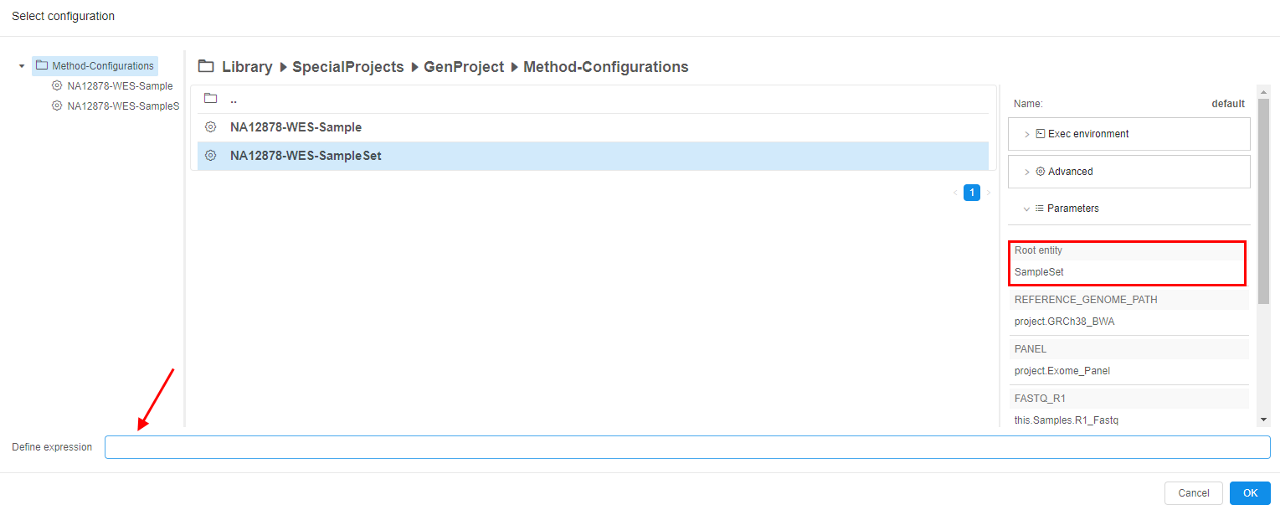 Select configuration
Method-Configurations
NA12878-WES-Sample
NA12878-WES-SampleS
Library SpecialProjects GenProject Method-Configurations
..
NA12878-WES-Sample
NA12878-WES-SampleSet
1
Name: default
Exec environment
Advanced
Parameters
Root entity
SampleSet
REFERENCE_GENOME_PATH
project.GRCh38_BWA
PANEL
project.Exome_Panel
FASTQ_R1
this.Samples.R1_Fastq
Define expression
Cancel OK